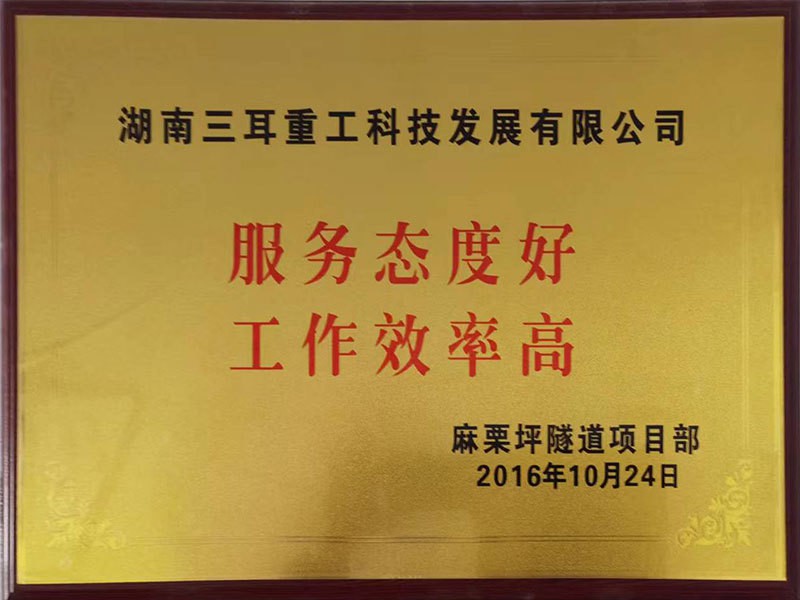 湖南三耳重工科技发展有限公司
服务态度好
工作效率高
麻栗坪隧道项目部
2016年10月24日